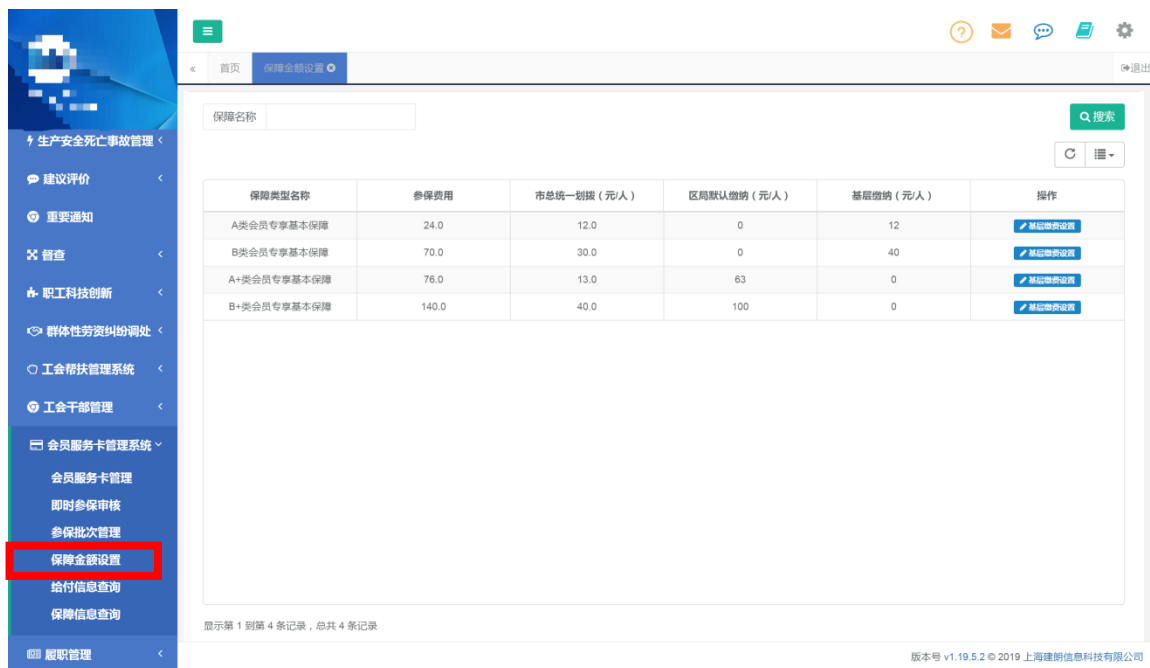 首页
保障金额设置
退出
保障名称
搜索
生产安全死亡事故管理
建议评价
重要通知
督查
职工科技创新
群体性劳资纠纷调处
工会帮扶管理系统
工会干部管理
会员服务卡管理系统
会员服务卡管理
即时参保审核
参保批次管理
保障金额设置
给付信息查询
保障信息查询
履职管理
保障类型名称 参保费用 市总统一划拨(元/人) 区局默认缴纳(元/人) 基层缴纳(元/人) 操作
A类会员专享基本保障 24.0 12.0 0 12 基层缴费设置
B类会员专享基本保障 70.0 30.0 0 40 基层缴费设置
A+类会员专享基本保障 76.0 13.0 63 0 基层缴费设置
B+类会员专享基本保障 140.0 40.0 100 0 基层缴费设置
显示第 1 到第 4 条记录,总共 4 条记录
版本号 v1.19.5.2 © 2019 上海建朗信息科技有限公司